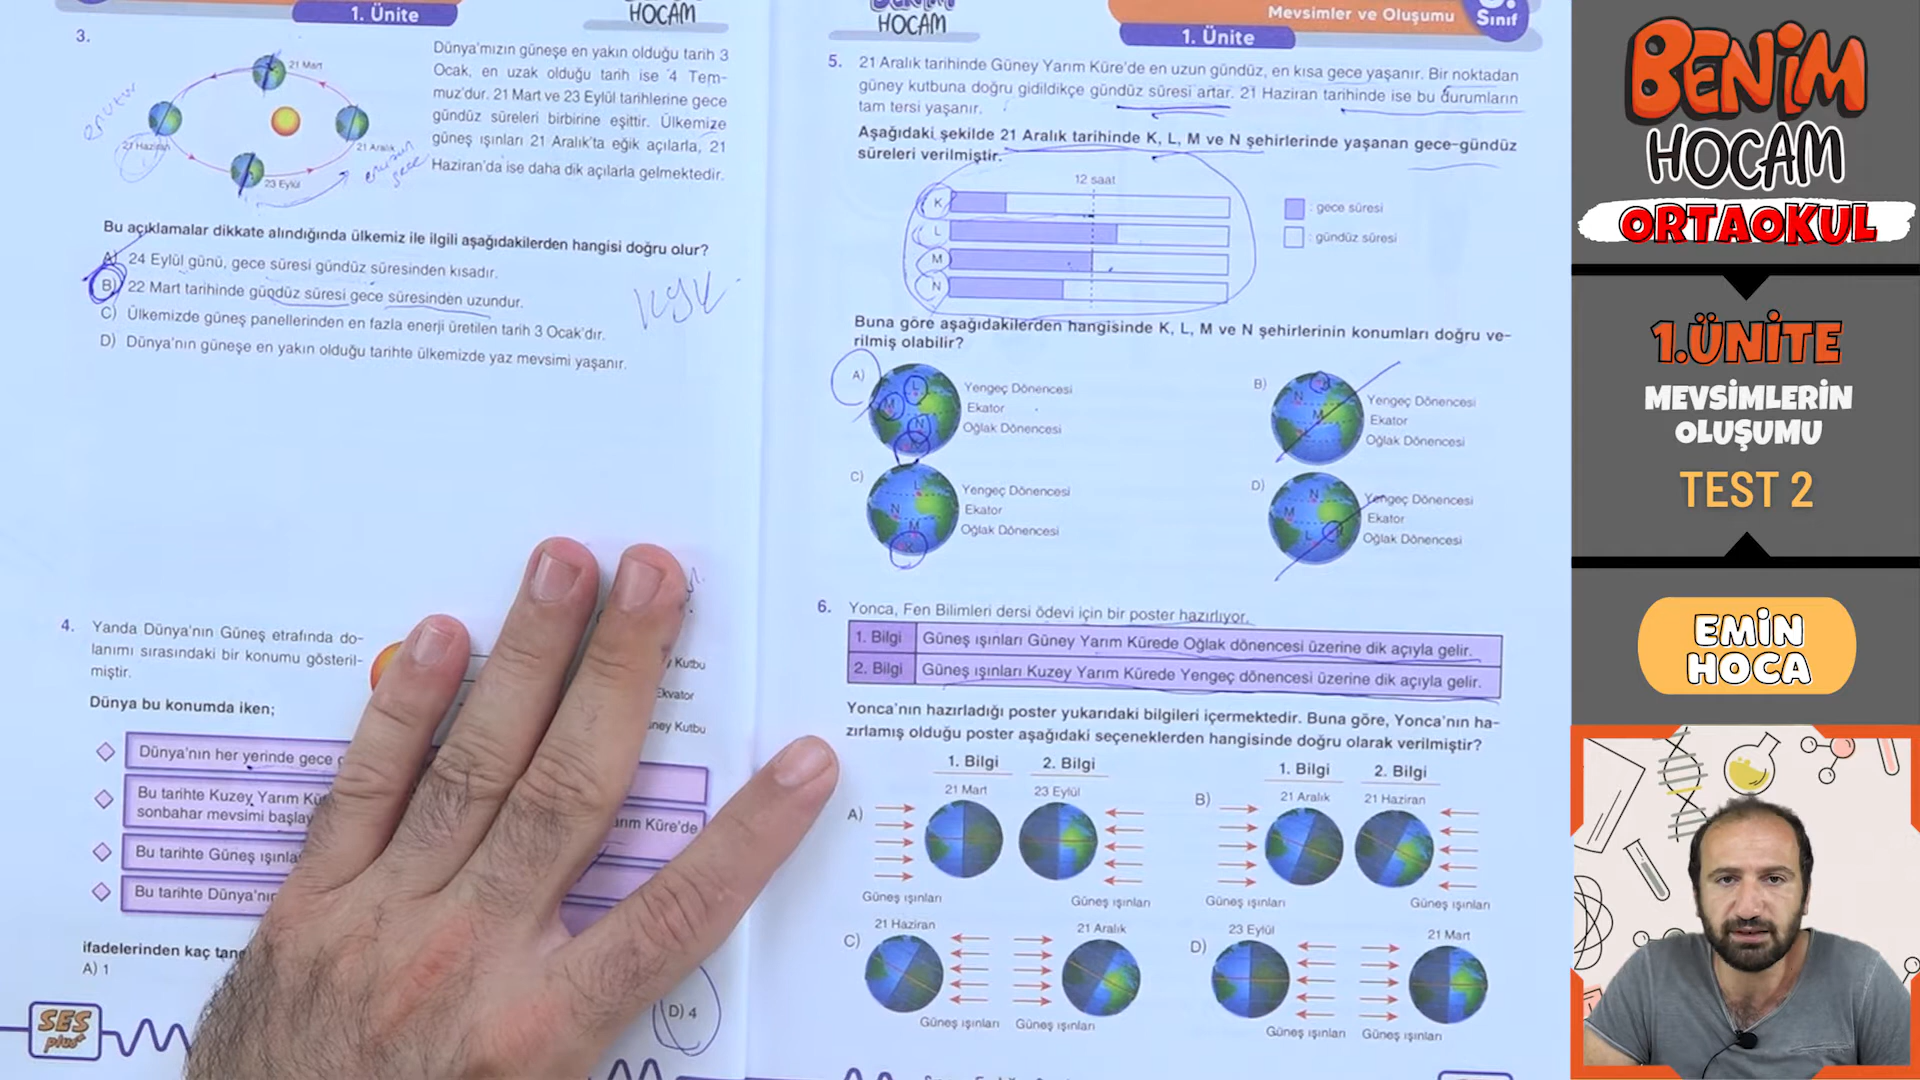 1. Ünite
HOCAM
3.
21 Mart
21 Haziran
21 Aralık
23 Eylül
en uzun
gece
Dünya'mızın güneşe en yakın olduğu tarih 3
Ocak, en uzak olduğu tarih ise 4 Tem-
muz'dur. 21 Mart ve 23 Eylül tarihlerine gece
gündüz süreleri birbirine eşittir. Ülkemize
güneş ışınları 21 Aralık'ta eğik açılarla, 21
Haziran'da ise daha dik açılarla gelmektedir.
Bu açıklamalar dikkate alındığında ülkemiz ile ilgili aşağıdakilerden hangisi doğru olur?
A) 24 Eylül günü, gece süresi gündüz süresinden kısadır.
B) 22 Mart tarihinde gündüz süresi gece süresinden uzundur.
C) Ülkemizde güneş panellerinden en fazla enerji üretilen tarih 3 Ocak'dır.
D) Dünya'nın güneşe en yakın olduğu tarihte ülkemizde yaz mevsimi yaşanır.
KYK
4. Yanda Dünya'nın Güneş etrafında do-
lanımı sırasındaki bir konumu gösteril-
miştir.
Kutbu
Ekvator
ney Kutbu
Dünya bu konumda iken;
Dünya'nın her yerinde gece
Bu tarihte Kuzey Yarım Kü
arım Küre'de
sonbahar mevsimi başlay
Bu tarihte Güneş ışınla
Bu tarihte Dünya'nır
ifadelerinden kaç tane
A) 1
D) 4
SES
plus+
HOCAM
Mevsimler ve Oluşumu
Sınıf
1. Ünite
5. 21 Aralık tarihinde Güney Yarım Küre'de en uzun gündüz, en kısa gece yaşanır. Bir noktadan
güney kutbuna doğru gidildikçe gündüz süresi artar. 21 Haziran tarihinde ise bu durumların
tam tersi yaşanır.
Aşağıdaki şekilde 21 Aralık tarihinde K, L, M ve N şehirlerinde yaşanan gece-gündüz
süreleri verilmiştir.
12 saat
K
L
M
N
: gece süresi
: gündüz süresi
Buna göre aşağıdakilerden hangisinde K, L, M ve N şehirlerinin konumları doğru ve-
rilmiş olabilir?
A)
L
M
N
Yengeç Dönencesi
Ekator
Oğlak Dönencesi
B)
N
M
Yengeç Dönencesi
Ekator
Oğlak Dönencesi
C)
L
N
M
K
Yengeç Dönencesi
Ekator
Oğlak Dönencesi
D)
N
M
L
Yengeç Dönencesi
Ekator
Oğlak Dönencesi
6. Yonca, Fen Bilimleri dersi ödevi için bir poster hazırlıyor.
1. Bilgi Güneş ışınları Güney Yarım Kürede Oğlak dönencesi üzerine dik açıyla gelir.
2. Bilgi Güneş ışınları Kuzey Yarım Kürede Yengeç dönencesi üzerine dik açıyla gelir.
Yonca'nın hazırladığı poster yukarıdaki bilgileri içermektedir. Buna göre, Yonca'nın ha-
zırlamış olduğu poster aşağıdaki seçeneklerden hangisinde doğru olarak verilmiştir?
1. Bilgi 2. Bilgi
21 Mart 23 Eylül
A)
Güneş ışınları Güneş ışınları
1. Bilgi 2. Bilgi
21 Aralık 21 Haziran
B)
Güneş ışınları Güneş ışınları
21 Haziran 21 Aralık
C)
Güneş ışınları Güneş ışınları
23 Eylül 21 Mart
D)
Güneş ışınları Güneş ışınları
BENiM
HOCAM
ORTAOKUL
1.ÜNİTE
MEVSİMLERİN
OLUŞUMU
TEST 2
EMİN
HOCA